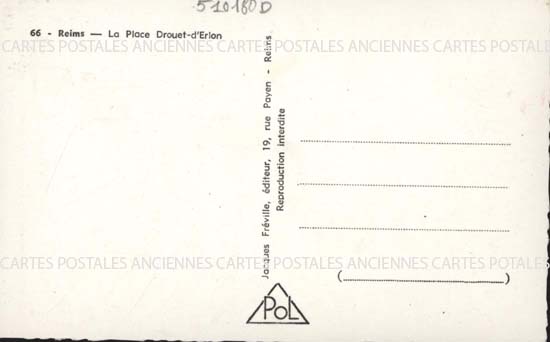 510180D
66 - Reims — La Place Drouet-d'Erlon
CARTES POSTALES ANCIENNES CARTES POSTALES ANCIENNES CARTES POSTALES
Jacques Fréville, éditeur, 19, rue Payen - Reims
Reproduction interdite
CARTES POSTALES ANCIENNES CARTES POSTALES ANCIENNES CARTES POSTALES
(        )
POL